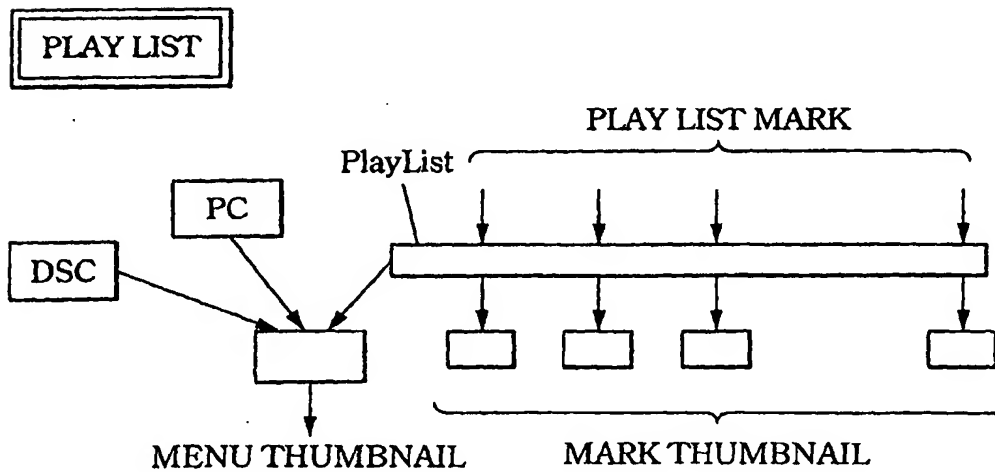 PLAY LIST
PLAY LIST MARK
PlayList
PC
DSC
MENU THUMBNAIL
MARK THUMBNAIL